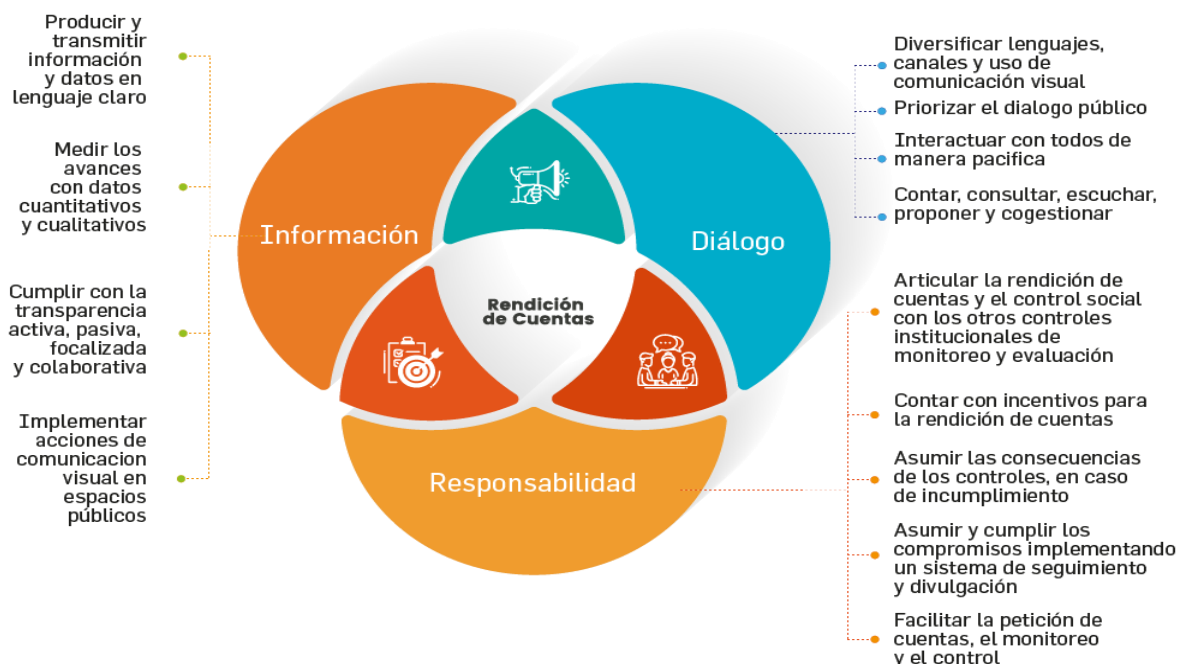 Producir y
transmitir
información
y datos en
lenguaje claro
Medir los
avances
con datos
cuantitativos
y cualitativos
Cumplir con la
transparencia
activa, pasiva,
focalizada
y colaborativa
Implementar
acciones de
comunicacion
visual en
espacios
públicos
Información
Diálogo
Rendición
de Cuentas
Responsabilidad
Diversificar lenguajes,
canales y uso de
comunicación visual
Priorizar el dialogo público
Interactuar con todos de
manera pacifica
Contar, consultar, escuchar,
proponer y cogestionar
Articular la rendición de
cuentas y el control social
con los otros controles
institucionales de
monitoreo y evaluación
Contar con incentivos para
la rendición de cuentas
Asumir las consecuencias
de los controles, en caso
de incumplimiento
Asumir y cumplir los
compromisos implementando
un sistema de seguimiento
y divulgación
Facilitar la petición de
cuentas, el monitoreo
y el control